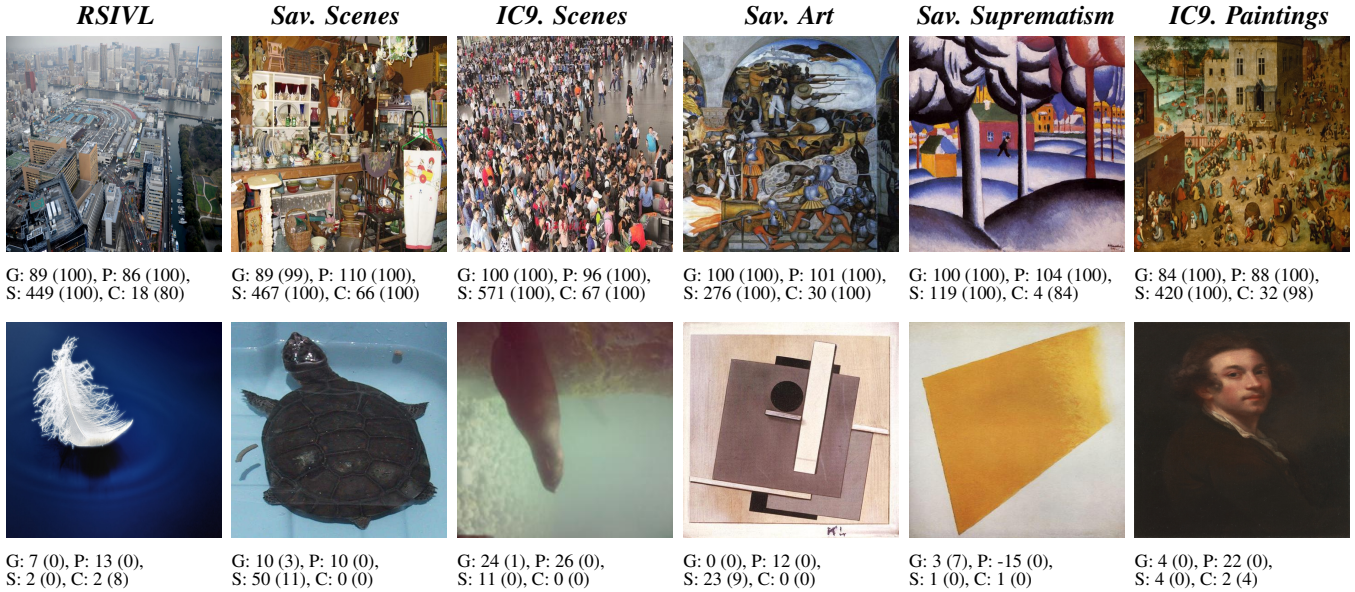 RSIVL
Sav. Scenes
IC9. Scenes
Sav. Art
Sav. Suprematism
IC9. Paintings
G: 89 (100), P: 86 (100),
S: 449 (100), C: 18 (80)
G: 89 (99), P: 110 (100),
S: 467 (100), C: 66 (100)
G: 100 (100), P: 96 (100),
S: 571 (100), C: 67 (100)
G: 100 (100), P: 101 (100),
S: 276 (100), C: 30 (100)
G: 100 (100), P: 104 (100),
S: 119 (100), C: 4 (84)
G: 84 (100), P: 88 (100),
S: 420 (100), C: 32 (98)
G: 7 (0), P: 13 (0),
S: 2 (0), C: 2 (8)
G: 10 (3), P: 10 (0),
S: 50 (11), C: 0 (0)
G: 24 (1), P: 26 (0),
S: 11 (0), C: 0 (0)
G: 0 (0), P: 12 (0),
S: 23 (9), C: 0 (0)
G: 3 (7), P: -15 (0),
S: 1 (0), C: 1 (0)
G: 4 (0), P: 22 (0),
S: 4 (0), C: 2 (4)